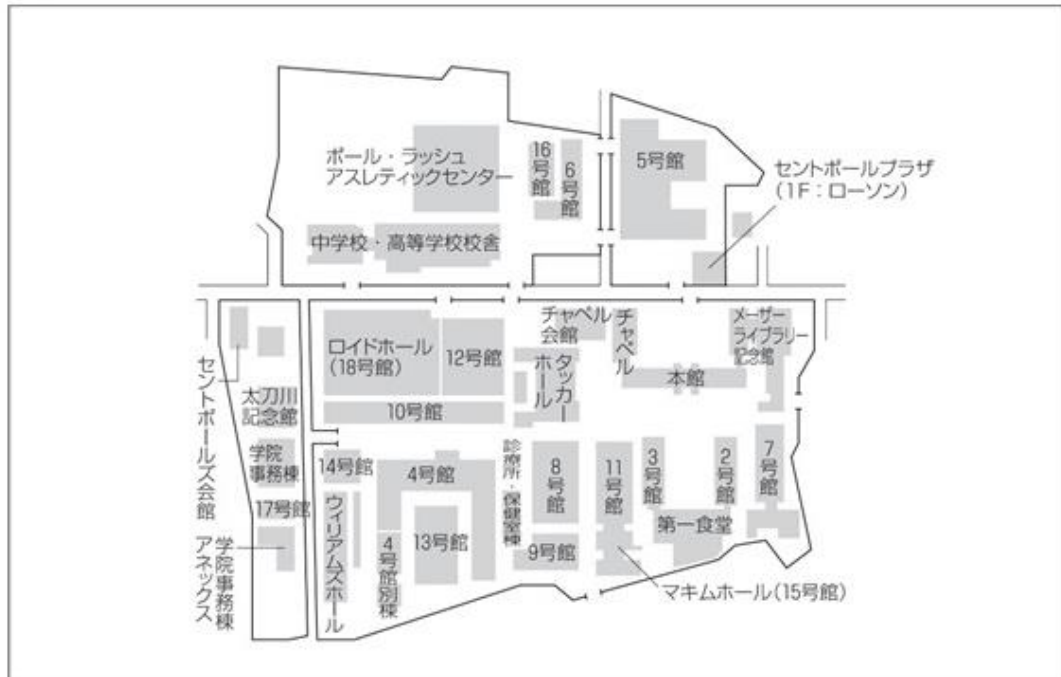 ポール・ラッシュ
アスレティックセンター
16号館
6号館
5号館
セントポールプラザ
(1F：ローソン)
中学校・高等学校校舎
セントポールズ会館
太刀川
記念館
学院
事務棟
17号館
学院事務棟
アネックス
ロイドホール
(18号館)
12号館
10号館
チャペル
会館
チャペル
タッカー
ホール
メーザー
ライブラリー
記念館
本館
14号館
ウィリアムズホール
4号館
4号館別棟
13号館
診療所・保健室棟
8号館
9号館
11号館
3号館
2号館
7号館
第一食堂
マキムホール(15号館)